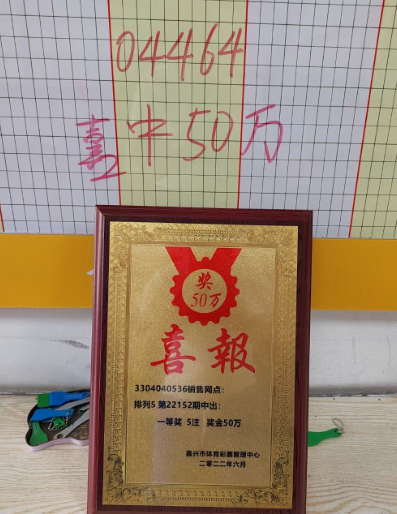 04464
喜中50万
奖
50万
喜報
3304040536销售网点：
排列5 第22152期中出：
一等奖 5注 奖金50万
嘉兴市体育彩票管理中心
二零二二年六月